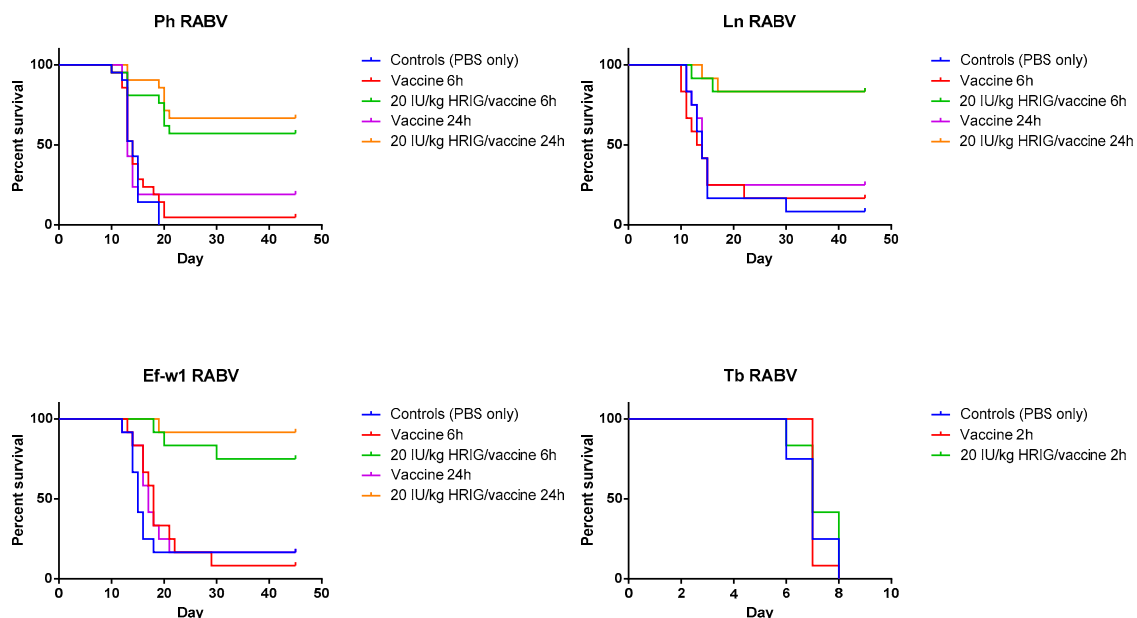 Ph RABV
Percent survival
100
50
0
0 10 20 30 40 50
Day
Controls (PBS only)
Vaccine 6h
20 IU/kg HRIG/vaccine 6h
Vaccine 24h
20 IU/kg HRIG/vaccine 24h
Ln RABV
Percent survival
100
50
0
0 10 20 30 40 50
Day
Controls (PBS only)
Vaccine 6h
20 IU/kg HRIG/vaccine 6h
Vaccine 24h
20 IU/kg HRIG/vaccine 24h
Ef-w1 RABV
Percent survival
100
50
0
0 10 20 30 40 50
Day
Controls (PBS only)
Vaccine 6h
20 IU/kg HRIG/vaccine 6h
Vaccine 24h
20 IU/kg HRIG/vaccine 24h
Tb RABV
Percent survival
100
50
0
0 2 4 6 8 10
Day
Controls (PBS only)
Vaccine 2h
20 IU/kg HRIG/vaccine 2h